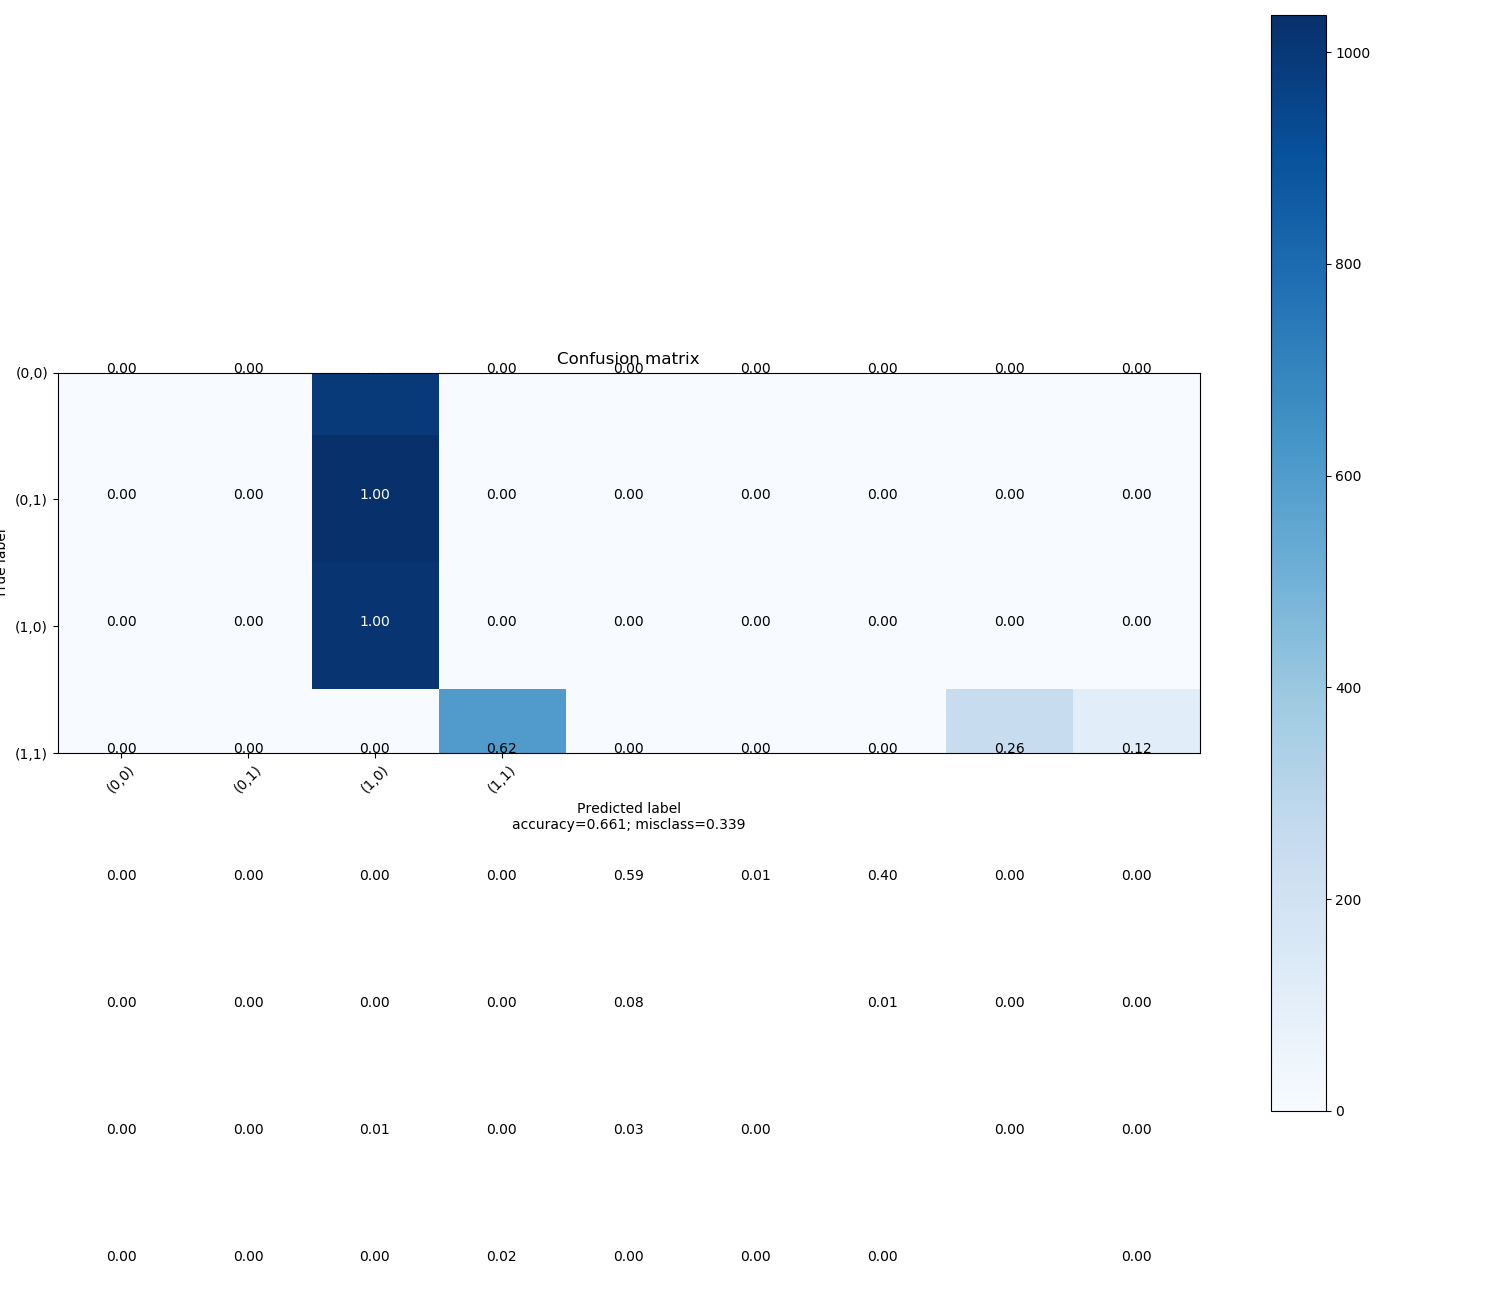 1000
800
600
400
200
0
Confusion matrix
(0,0) 0.00 0.00 0.00 0.00 0.00 0.00 0.00 0.00
(0,1) 0.00 0.00 1.00 0.00 0.00 0.00 0.00 0.00 0.00
True label
(1,0) 0.00 0.00 1.00 0.00 0.00 0.00 0.00 0.00 0.00
(1,1) 0.00 0.00 0.00 0.62 0.00 0.00 0.00 0.26 0.12
(0,0) (0,1) (1,0) (1,1)
Predicted label
accuracy=0.661; misclass=0.339
0.00 0.00 0.00 0.00 0.59 0.01 0.40 0.00 0.00
0.00 0.00 0.00 0.00 0.08 0.01 0.00 0.00
0.00 0.00 0.01 0.00 0.03 0.00 0.00 0.00
0.00 0.00 0.00 0.02 0.00 0.00 0.00 0.00